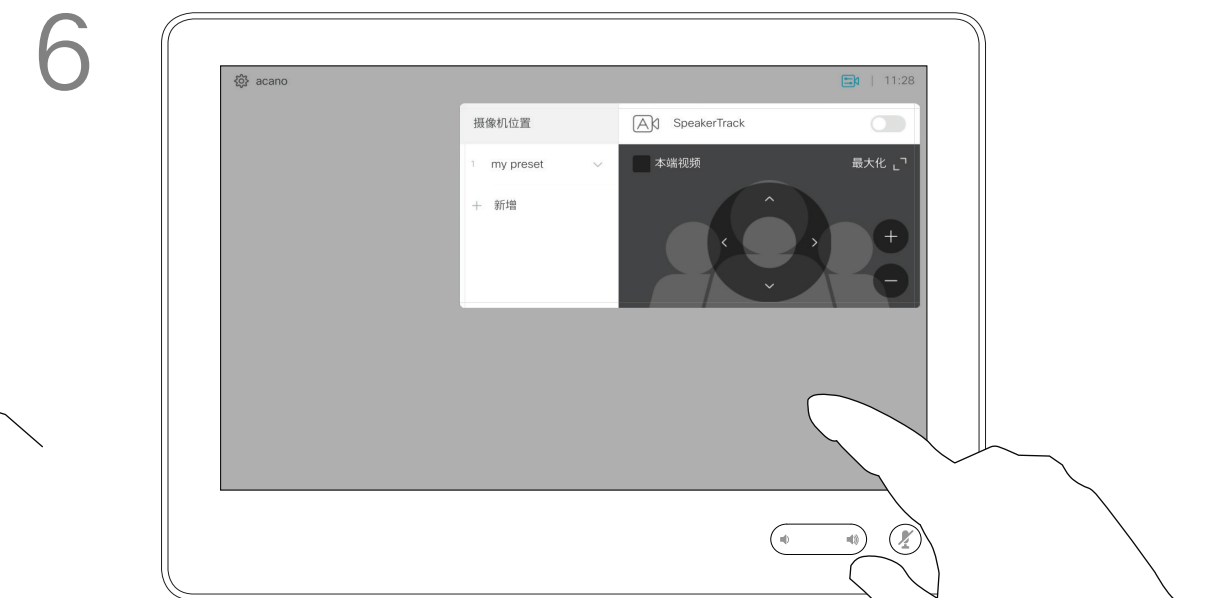 6
acano
11:28
摄像机位置
SpeakerTrack
1 my preset
本端视频
最大化
+ 新增